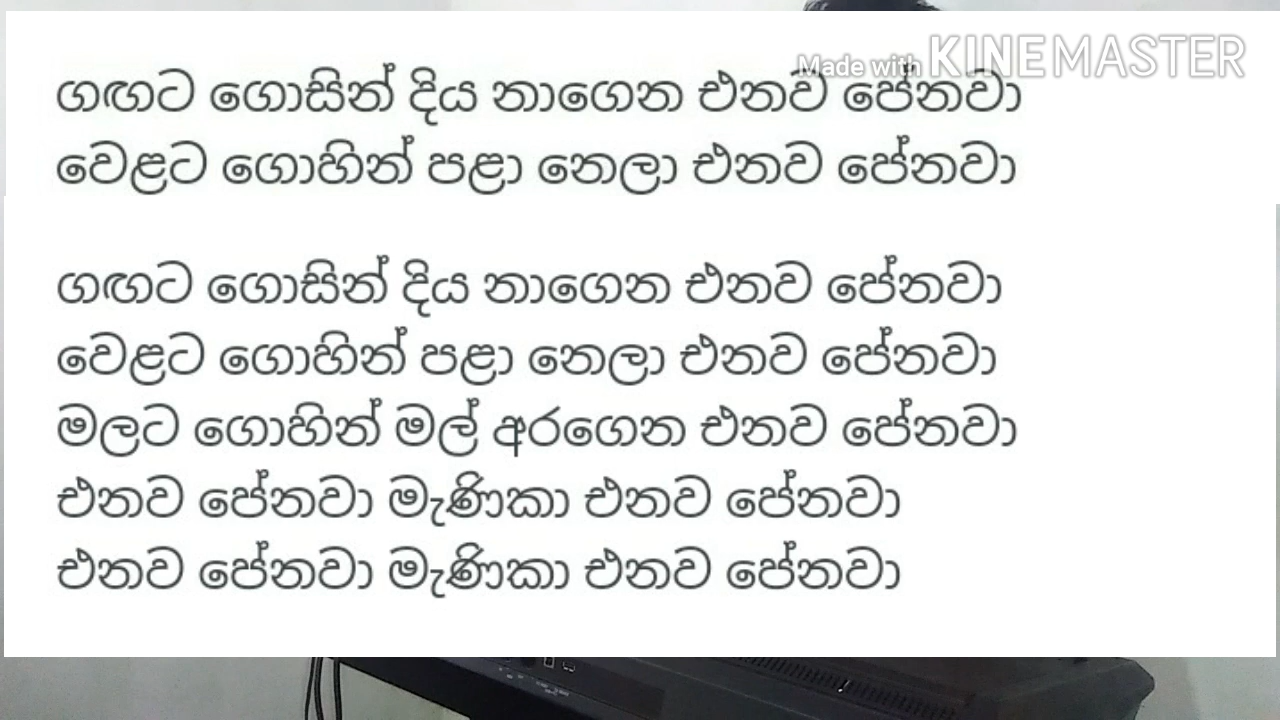 Made with KINEMASTER
ගඟට ගොසින් දිය නාගෙන එනව පේනවා
වෙළට ගොහින් පළා නෙලා එනව පේනවා
ගඟට ගොසින් දිය නාගෙන එනව පේනවා
වෙළට ගොහින් පළා නෙලා එනව පේනවා
මලට ගොහින් මල් අරගෙන එනව පේනවා
එනව පේනවා මැණිකා එනව පේනවා
එනව පේනවා මැණිකා එනව පේනවා